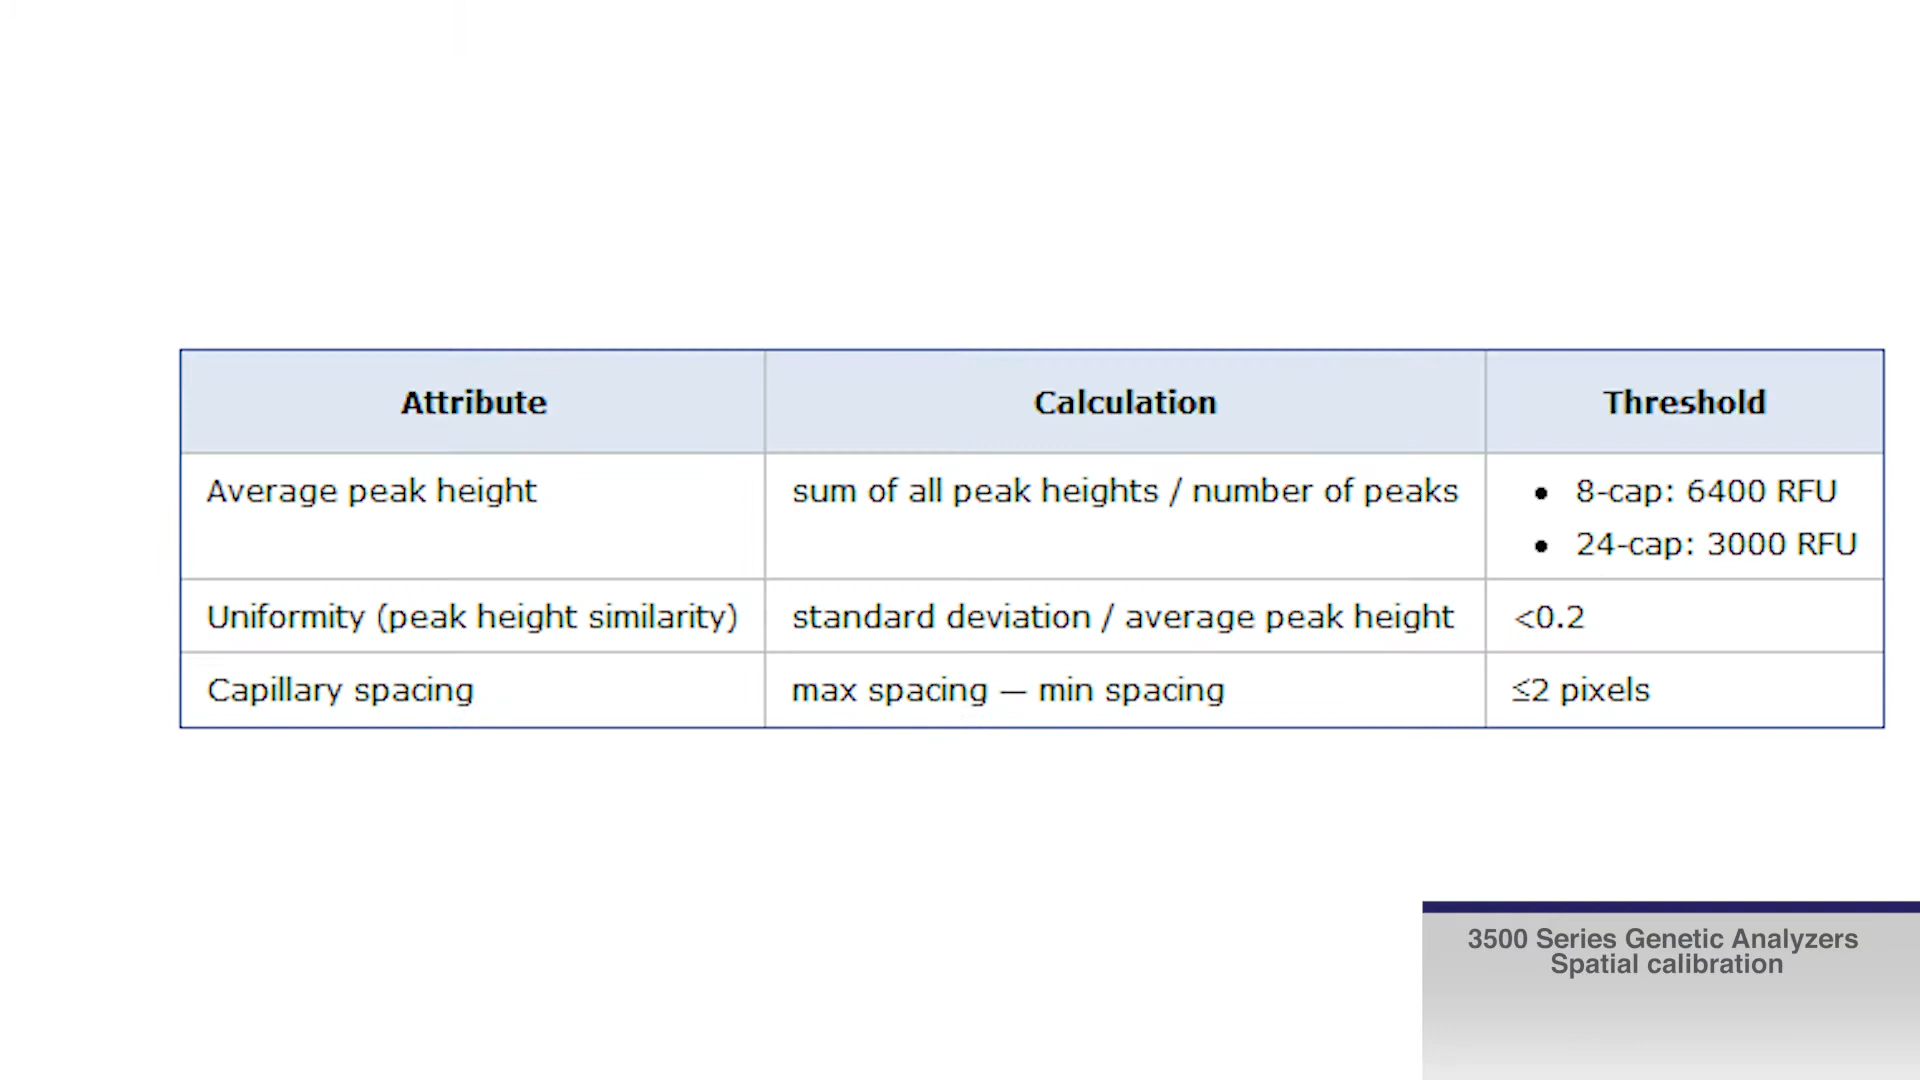 Attribute Calculation Threshold
Average peak height sum of all peak heights / number of peaks • 8-cap: 6400 RFU
• 24-cap: 3000 RFU
Uniformity (peak height similarity) standard deviation / average peak height <0.2
Capillary spacing max spacing — min spacing ≤2 pixels
3500 Series Genetic Analyzers
Spatial calibration